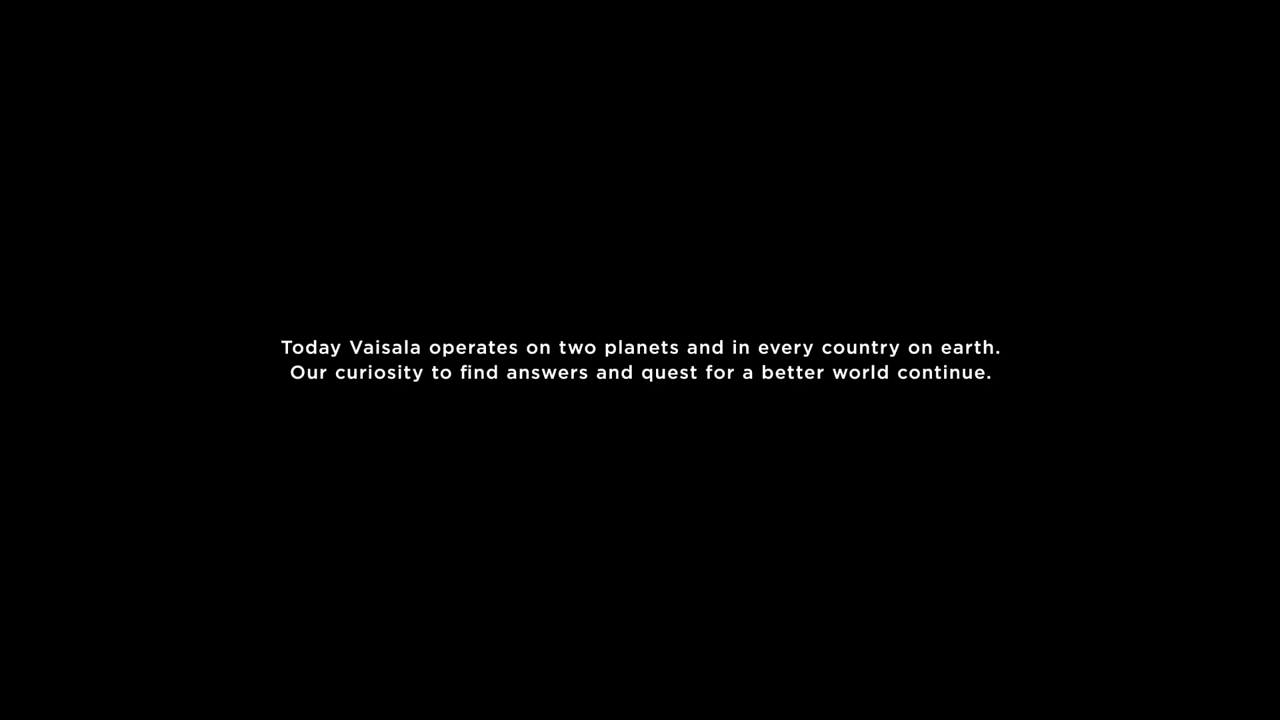 Today Vaisala operates on two planets and in every country on earth.
Our curiosity to find answers and quest for a better world continue.